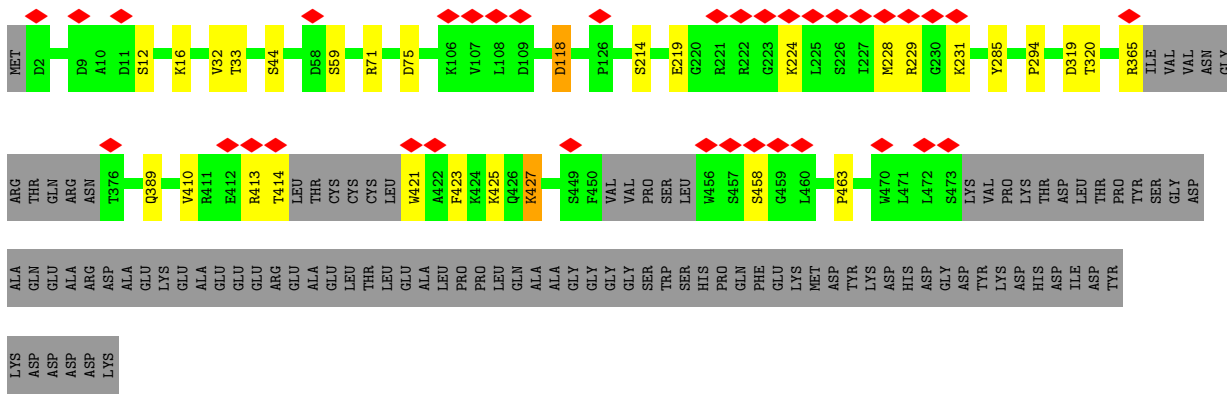 MET D2 D9 A10 D11 S12 K16 V32 T33 S44 D58 S59 R71 D75 K106 V107 L108 D109 D118 P126 S214 E219 G220 R221 R222 G223 K224 L225 S226 I227 M228 R229 G230 K231 Y285 P294 D319 T320 R365 ILE VAL VAL ASN GLY
ARG THR GLN ARG ASN T376 Q389 V410 R411 E412 R413 T414 LEU THR CYS CYS CYS LEU W421 A422 F423 K424 K425 Q426 K427 S449 F450 VAL VAL PRO SER LEU W456 S457 S458 G459 L460 P463 W470 L471 L472 S473 LYS VAL PRO LYS THR ASP LEU THR PRO TYR SER GLY ASP
ALA GLN GLU ALA ARG ASP ALA GLU LYS GLU ALA GLU GLU GLU ARG GLU ALA GLU LEU THR LEU GLU ALA LEU PRO PRO LEU GLN ALA ALA GLY GLY GLY GLY SER TRP SER HIS PRO GLN PHE GLU LYS MET ASP TYR LYS ASP HIS ASP GLY ASP TYR LYS ASP HIS ASP ILE ASP TYR
LYS ASP ASP ASP ASP LYS